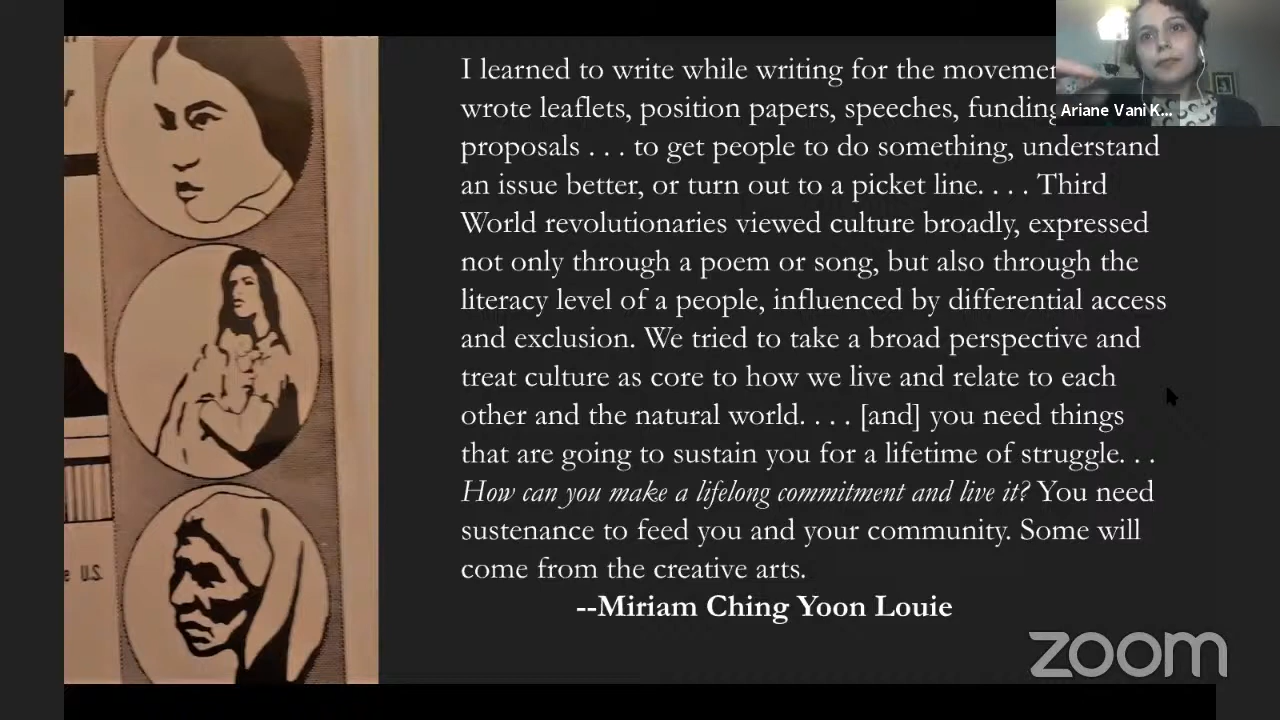 I learned to write while writing for the
wrote leaflets, position papers, speeches,
proposals . . . to get people to do something, understand
an issue better, or turn out to a picket line. . . . Third
World revolutionaries viewed culture broadly, expressed
not only through a poem or song, but also through the
literacy level of a people, influenced by differential access
and exclusion. We tried to take a broad perspective and
treat culture as core to how we live and relate to each
other and the natural world. . . . [and] you need things
that are going to sustain you for a lifetime of struggle. . .
How can you make a lifelong commitment and live it? You need
sustenance to feed you and your community. Some will
come from the creative arts.
--Miriam Ching Yoon Louie
Ariane Vani K...
U.S.
zoom